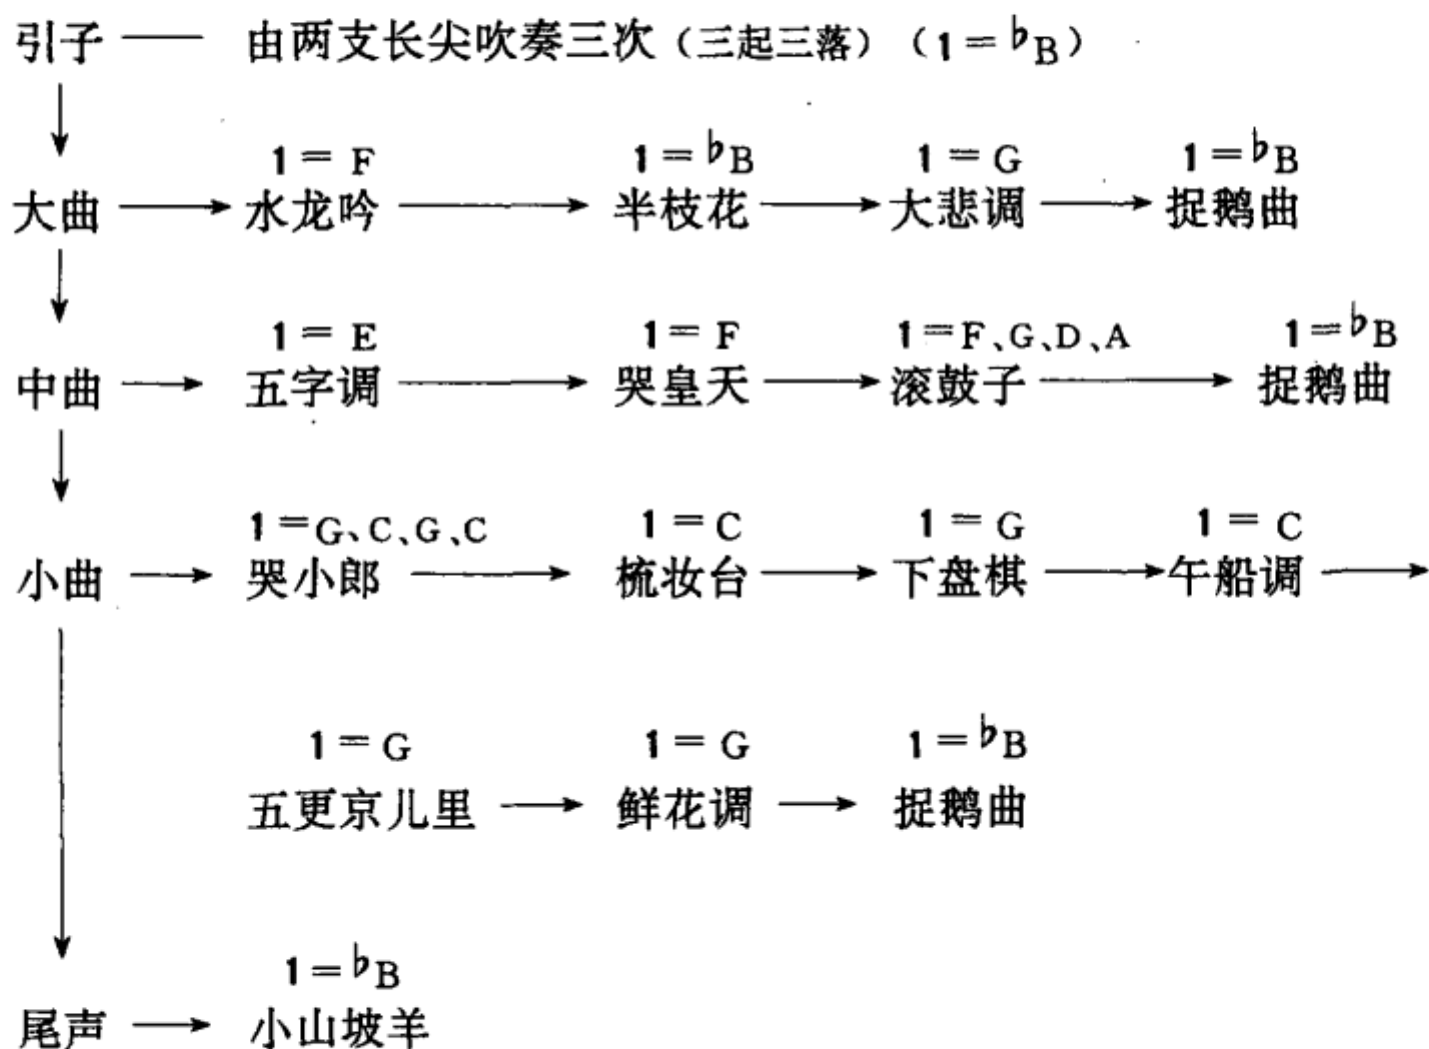 引子 —— 由两支长尖吹奏三次（三起三落）（1＝♭B）
1＝F 1＝♭B 1＝G 1＝♭B
大曲 → 水龙吟 → 半枝花 → 大悲调 → 捉鹅曲
1＝E 1＝F 1＝F、G、D、A 1＝♭B
中曲 → 五字调 → 哭皇天 → 滚鼓子 → 捉鹅曲
1＝G、C、G、C 1＝C 1＝G 1＝C
小曲 → 哭小郎 → 梳妆台 → 下盘棋 → 午船调 →
1＝G 1＝G 1＝♭B
五更京儿里 → 鲜花调 → 捉鹅曲
1＝♭B
尾声 → 小山坡羊